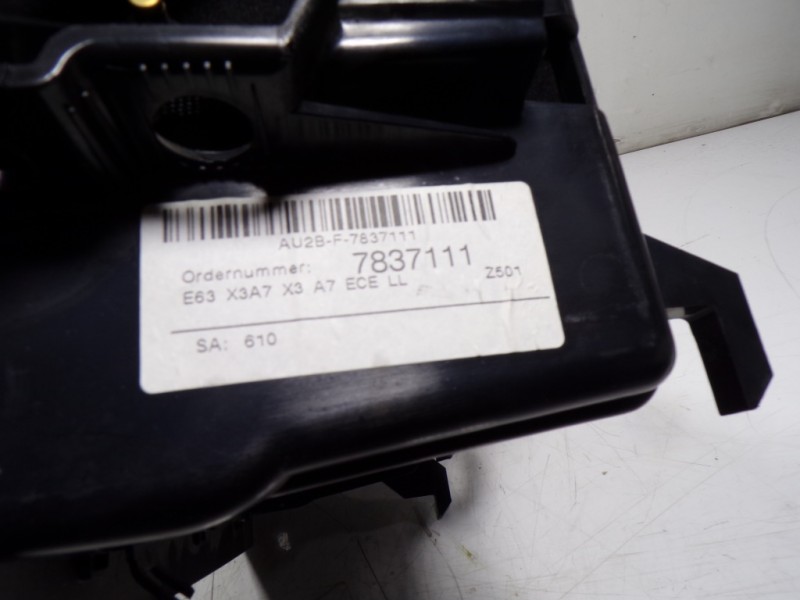 AU2B-F-7837111
Ordernummer: 7837111
E63 X3A7 X3 A7 ECE LL Z501
SA: 610